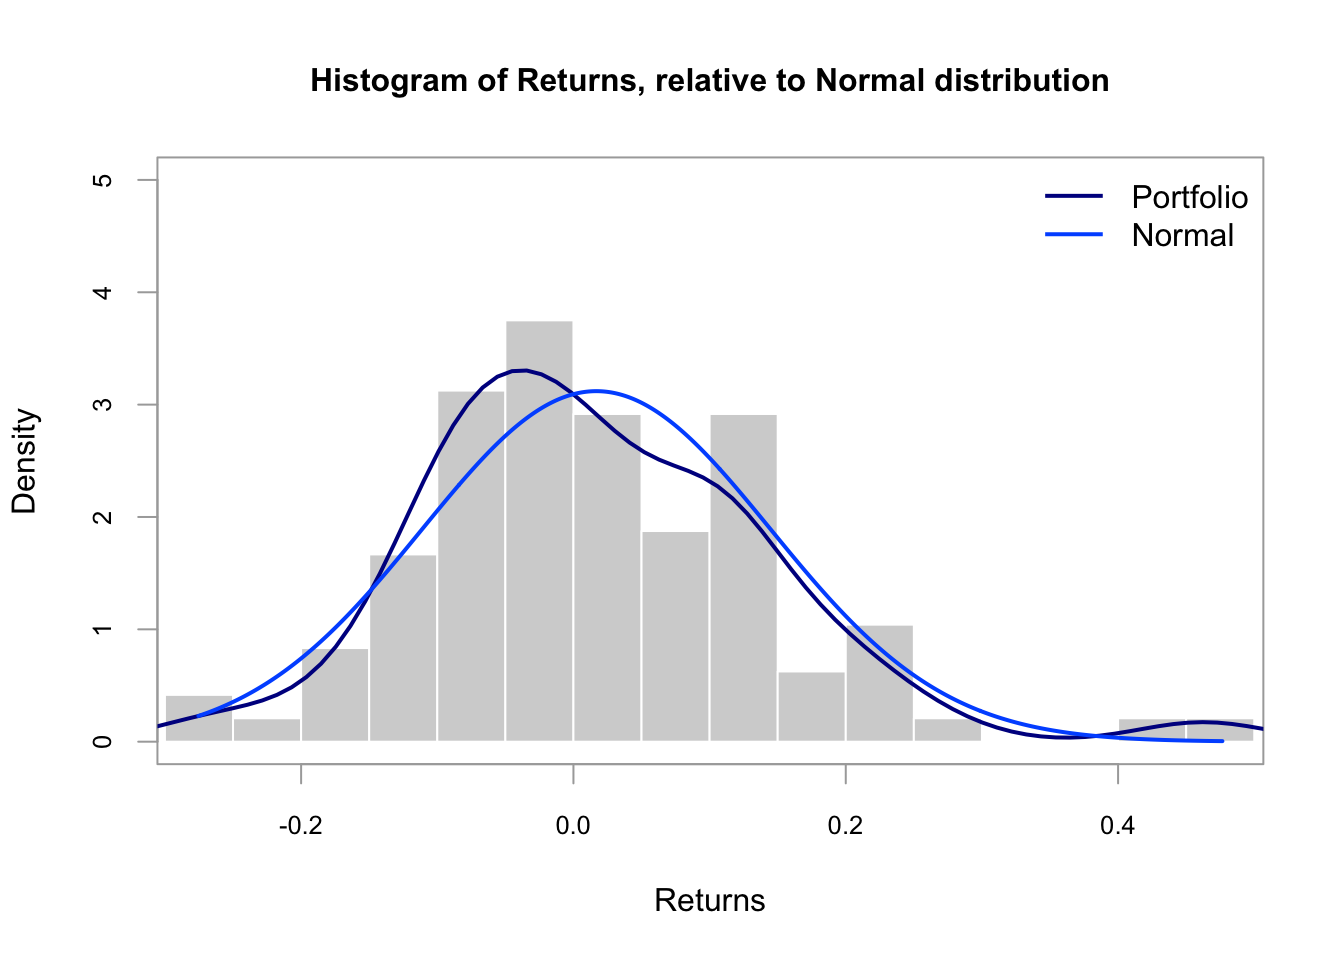 Histogram of Returns, relative to Normal distribution
Portfolio
Normal
5
4
3
2
1
0
Density
-0.2
0.0
0.2
0.4
Returns